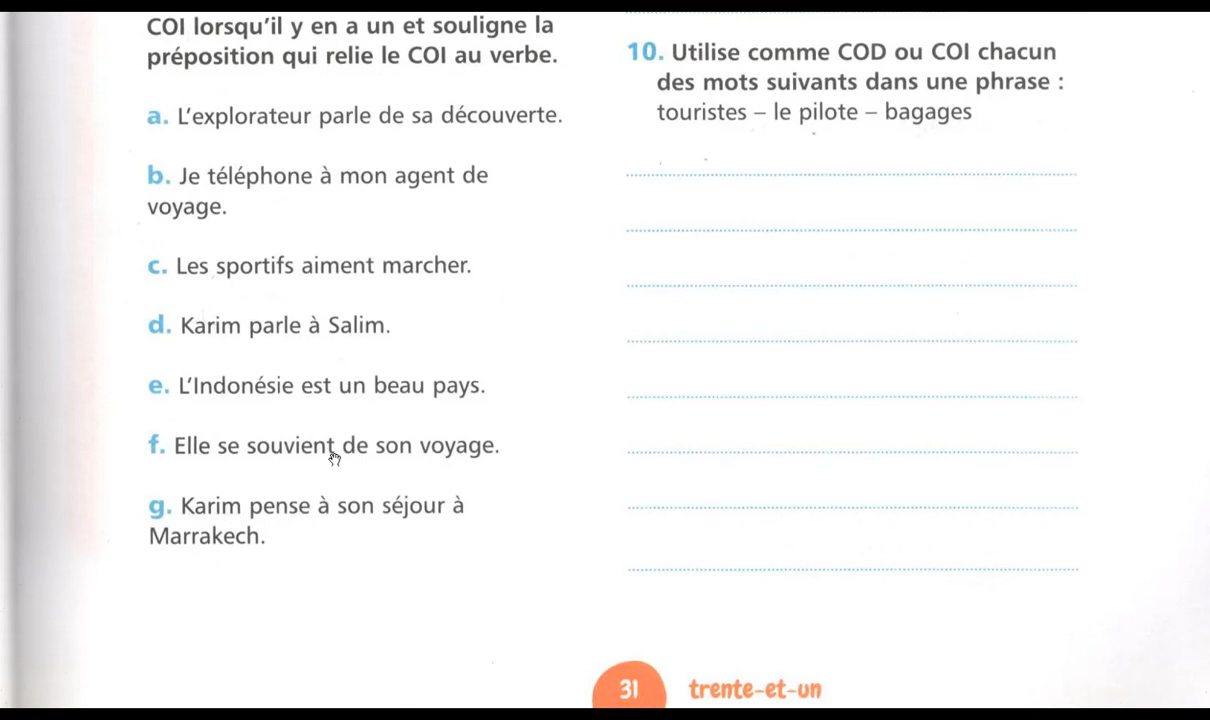 COI lorsqu'il y en a un et souligne la
préposition qui relie le COI au verbe.
a. L'explorateur parle de sa découverte.
b. Je téléphone à mon agent de
voyage.
c. Les sportifs aiment marcher.
d. Karim parle à Salim.
e. L'Indonésie est un beau pays.
f. Elle se souvient de son voyage.
g. Karim pense à son séjour à
Marrakech.
10. Utilise comme COD ou COI chacun
des mots suivants dans une phrase :
touristes – le pilote – bagages
31 trente-et-un